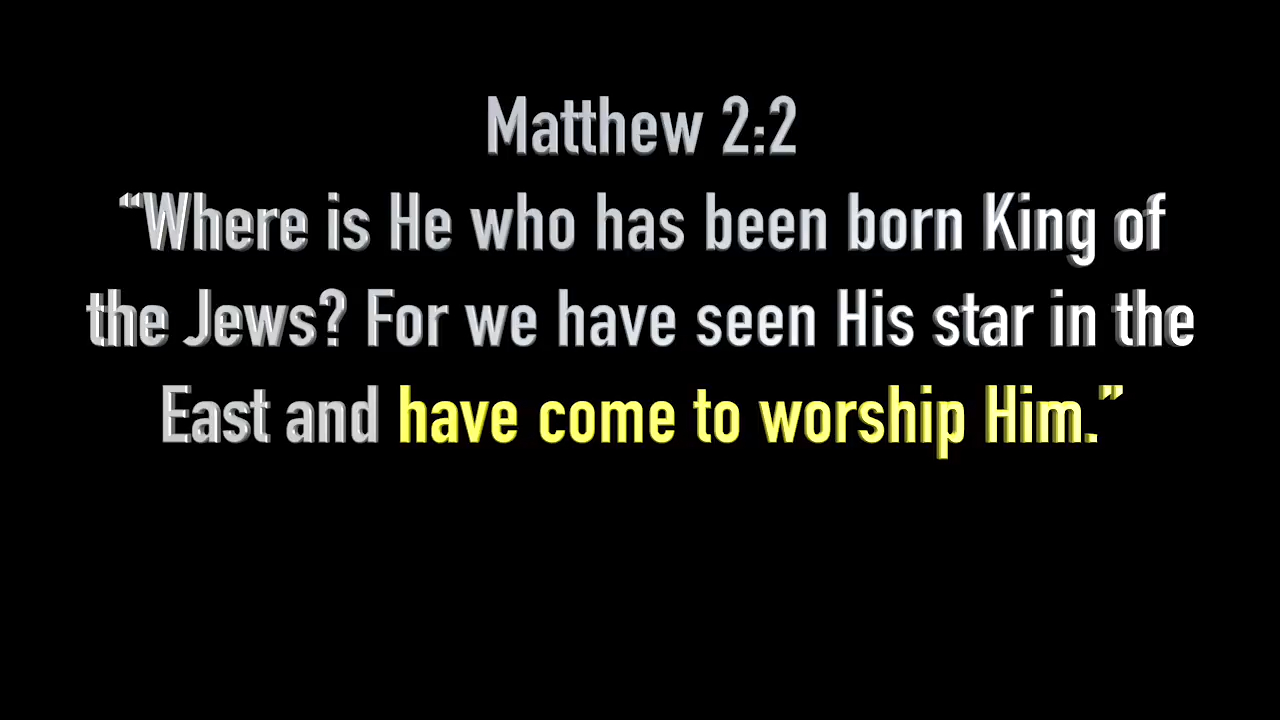 Matthew 2:2
“Where is He who has been born King of
the Jews? For we have seen His star in the
East and have come to worship Him.”